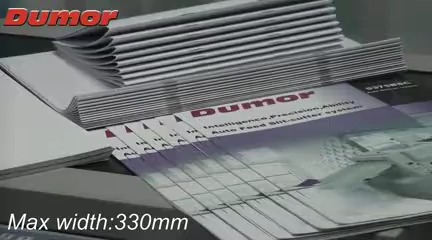 Dumor
Dumor
Intelligence,Precision,Ability
Auto Feed Slit-cutter system
Max width:330mm